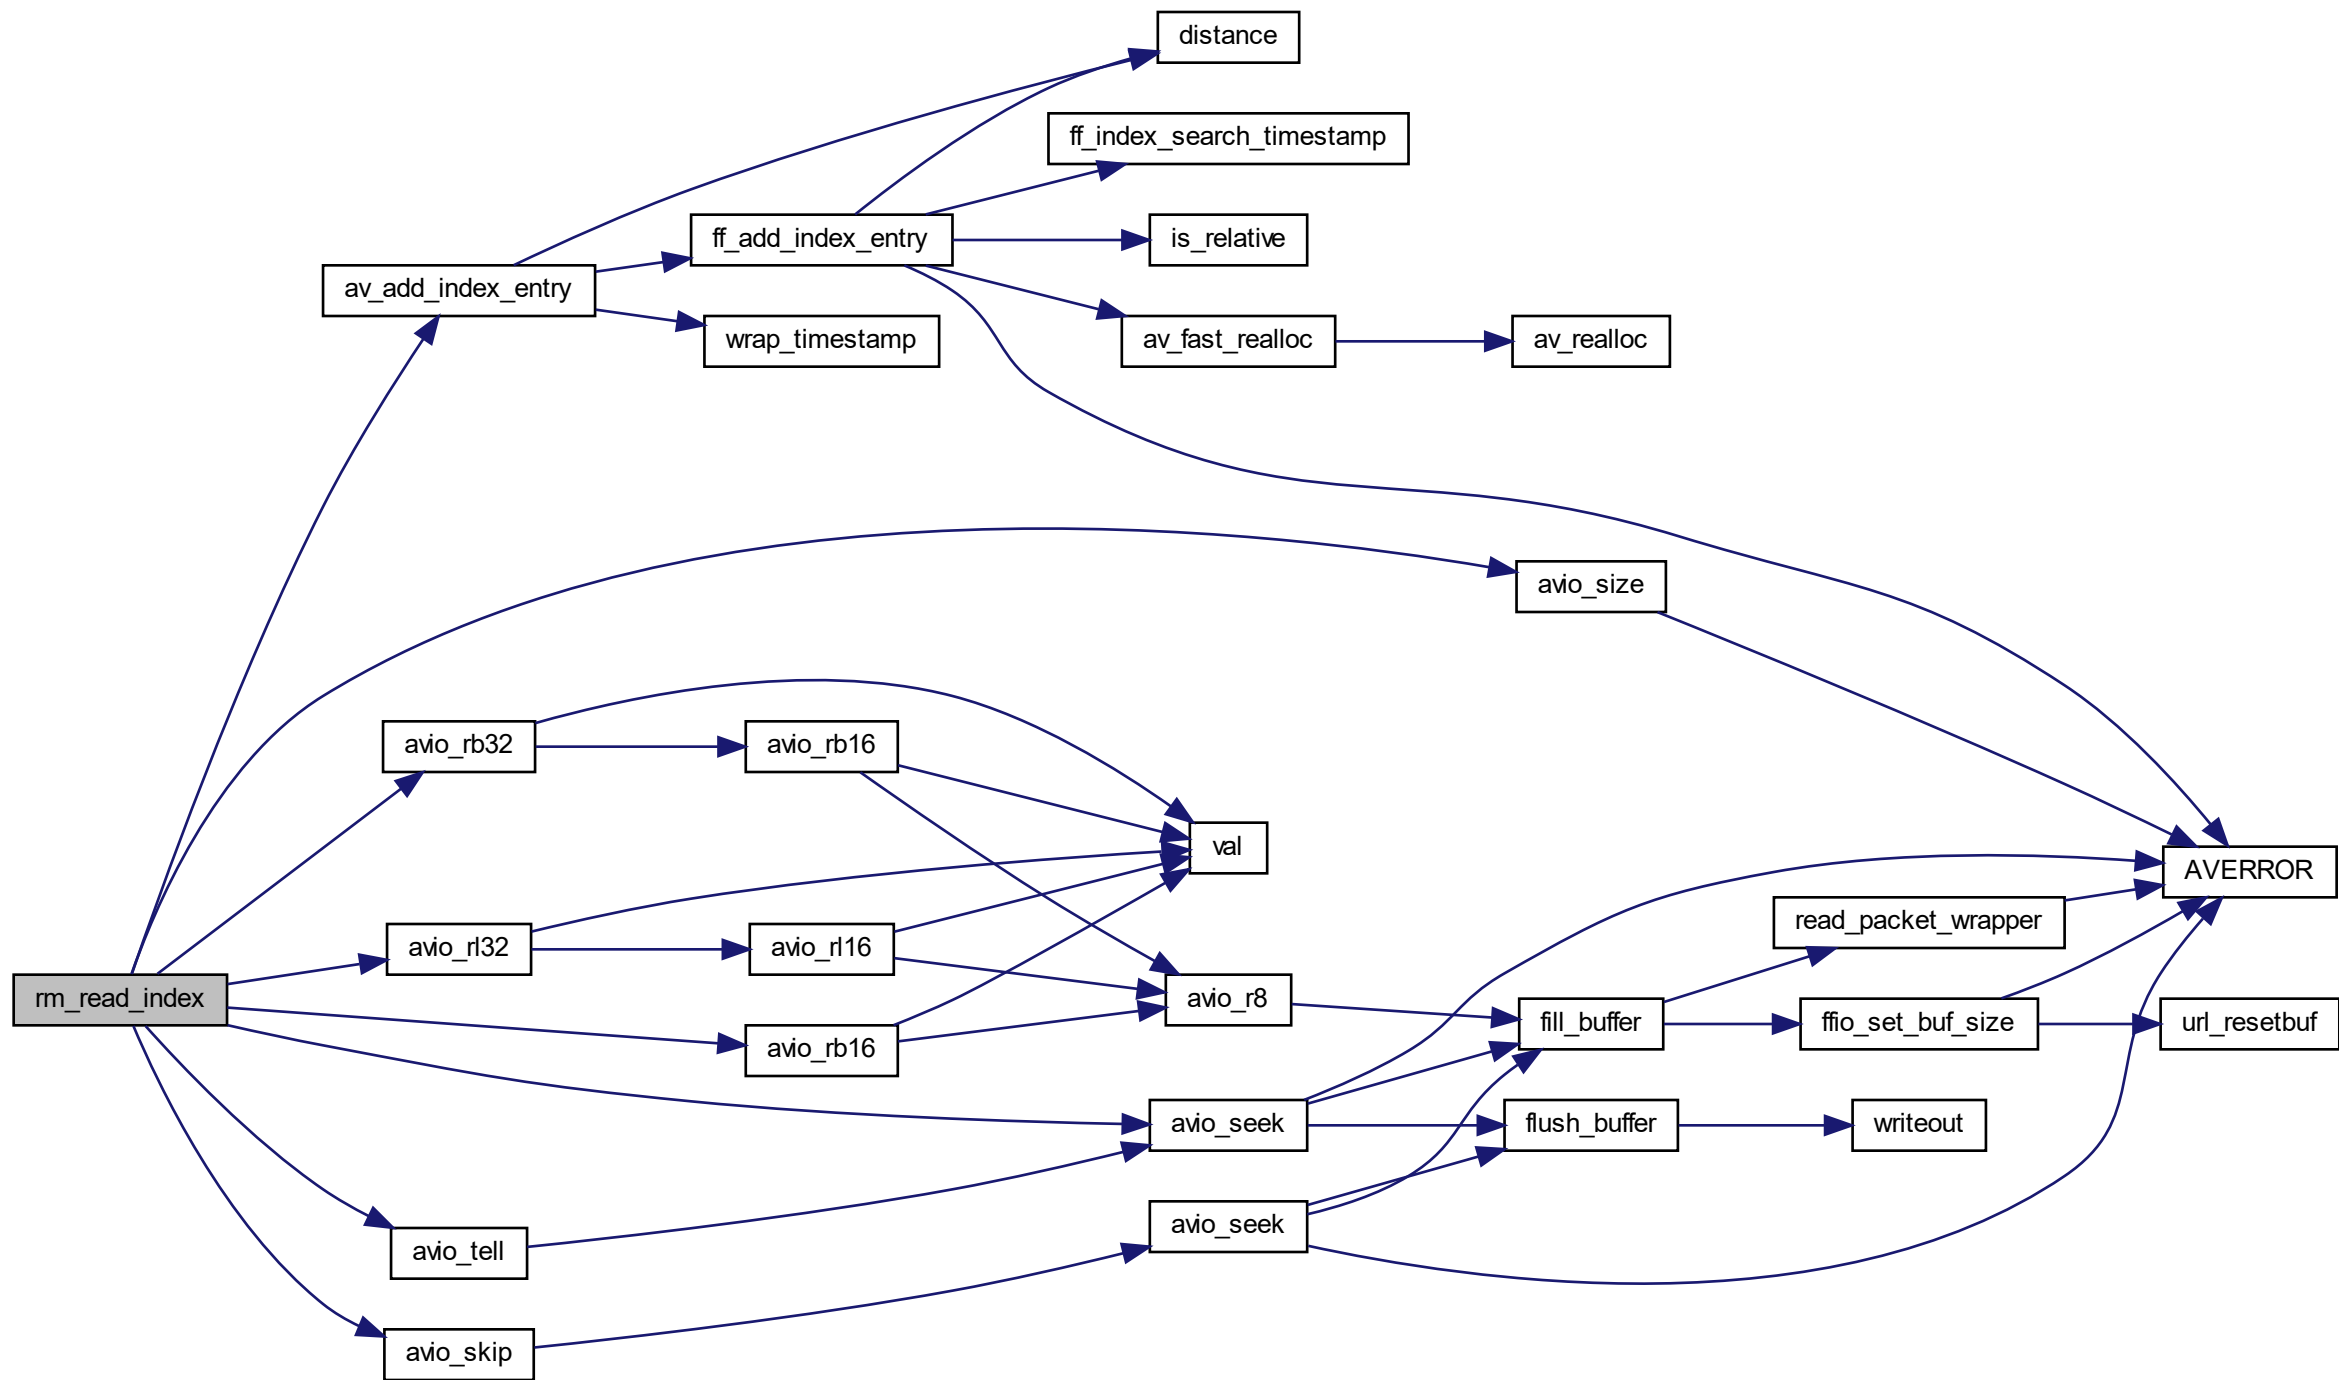 distance
ff_index_search_timestamp
ff_add_index_entry
is_relative
av_add_index_entry
wrap_timestamp
av_fast_realloc
av_realloc
avio_size
avio_rb32
avio_rb16
val
AVERROR
read_packet_wrapper
avio_rl32
avio_rl16
rm_read_index
avio_r8
fill_buffer
ffio_set_buf_size
url_resetbuf
avio_rb16
avio_seek
flush_buffer
writeout
avio_seek
avio_tell
avio_skip